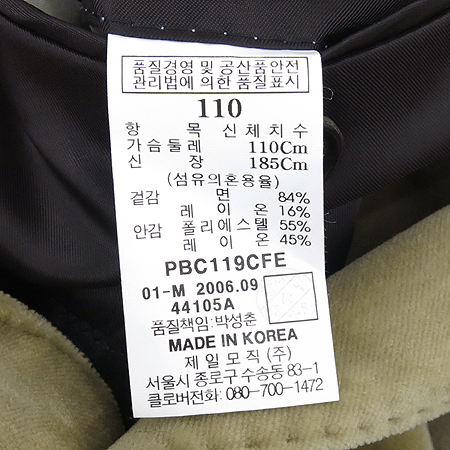 품질경영 및 공산품안전
관리법에 의한 품질표시
110
항 목 신체치수
가슴둘레 110Cm
신 장 185Cm
(섬유의혼용율)
겉감 면 84%
레이온 16%
안감 폴리에스텔 55%
레이온 45%
PBC119CFE
01-M 2006.09
44105A
품질책임:박성춘
MADE IN KOREA
제일모직(주)
서울시 종로구 수송동 83-1
클로버전화: 080-700-1472